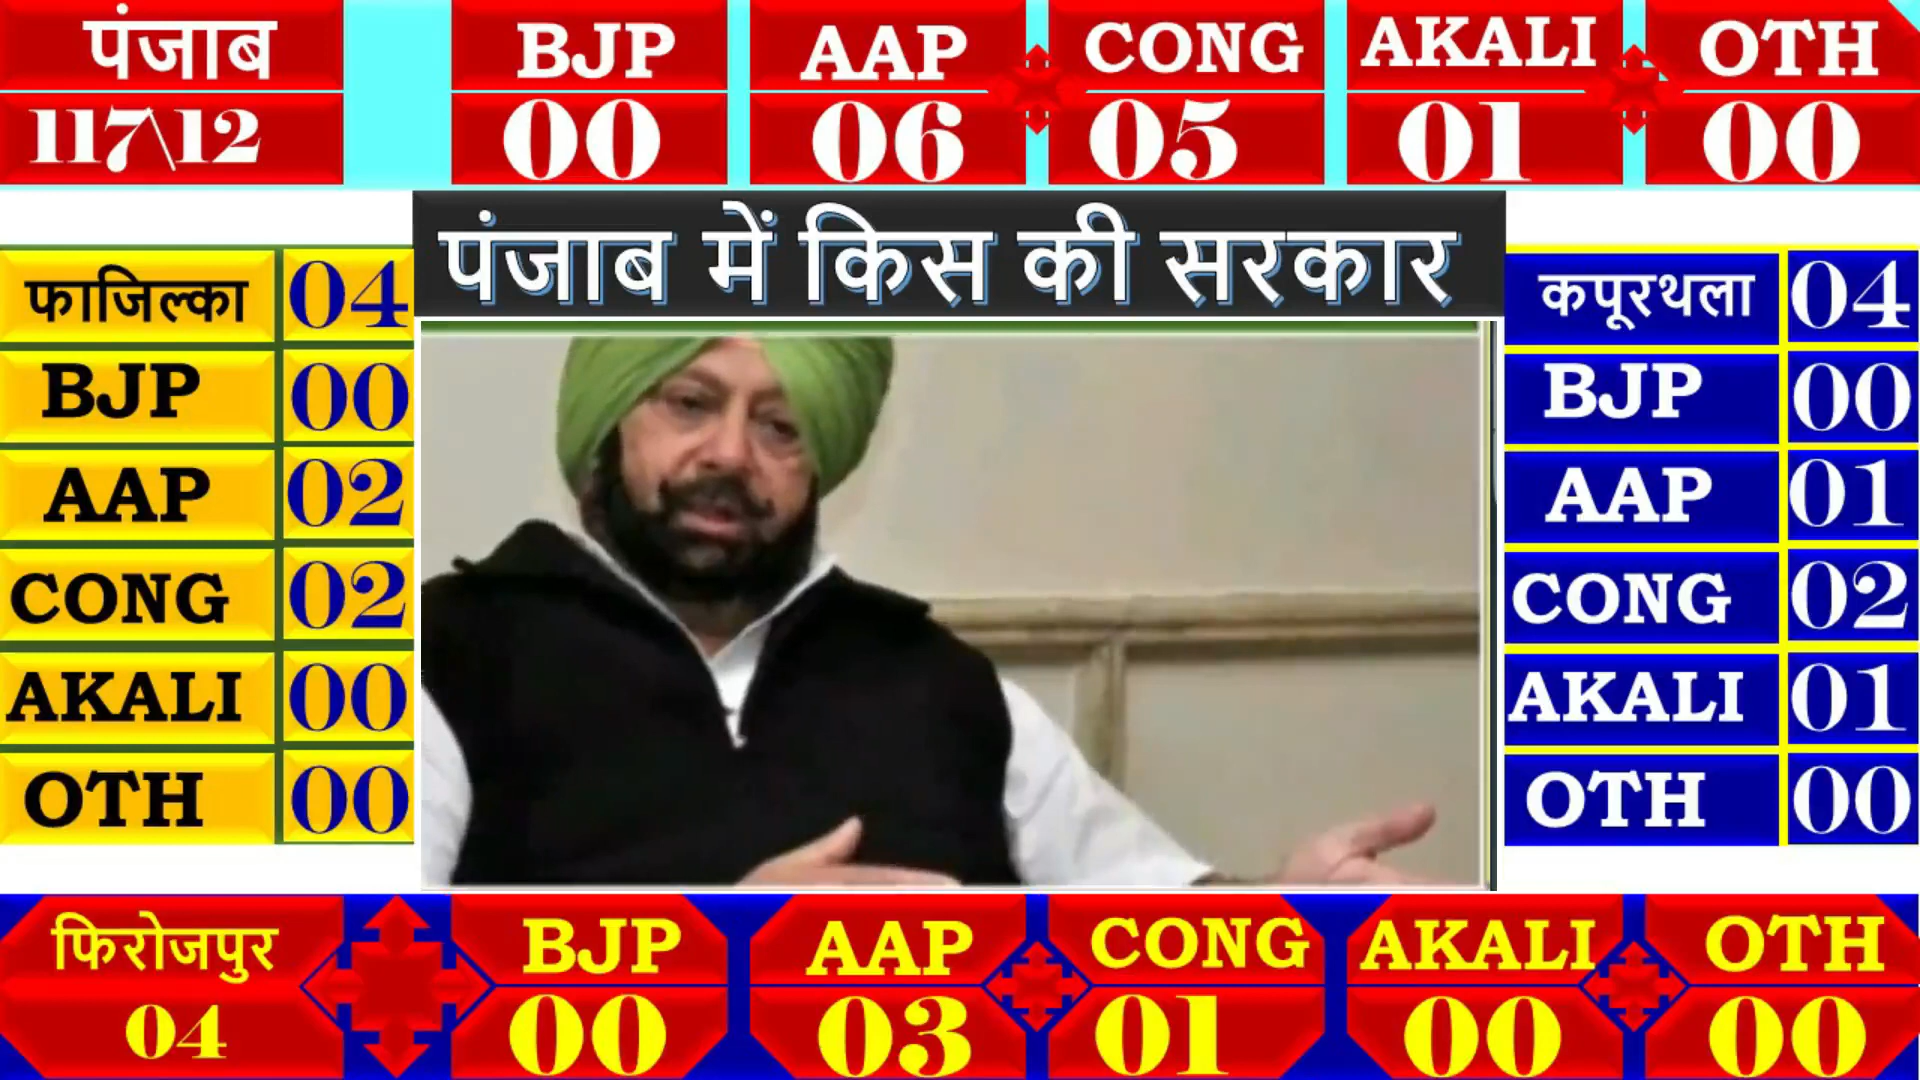 पंजाब BJP AAP CONG AKALI OTH
117\12 00 06 05 01 00
पंजाब में किस की सरकार
फाजिल्का 04
BJP 00
AAP 02
CONG 02
AKALI 00
OTH 00
कपूरथला 04
BJP 00
AAP 01
CONG 02
AKALI 01
OTH 00
फिरोजपुर BJP AAP CONG AKALI OTH
04 00 03 01 00 00